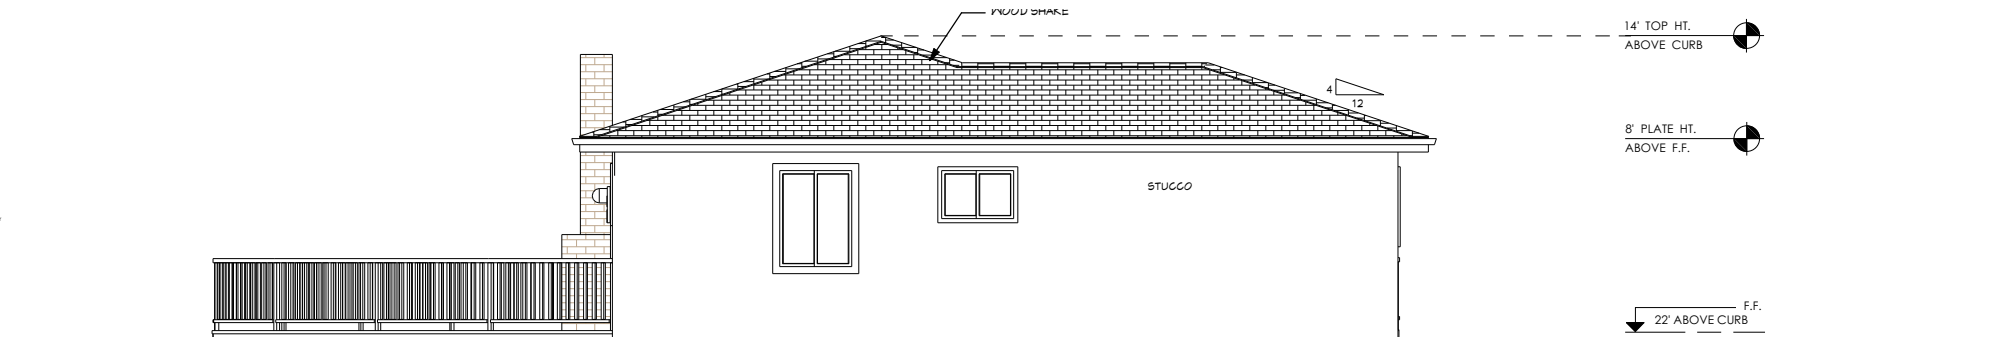 WOOD SHAKE
14' TOP HT.
ABOVE CURB
4
12
8' PLATE HT.
ABOVE F.F.
STUCCO
F.F.
22' ABOVE CURB